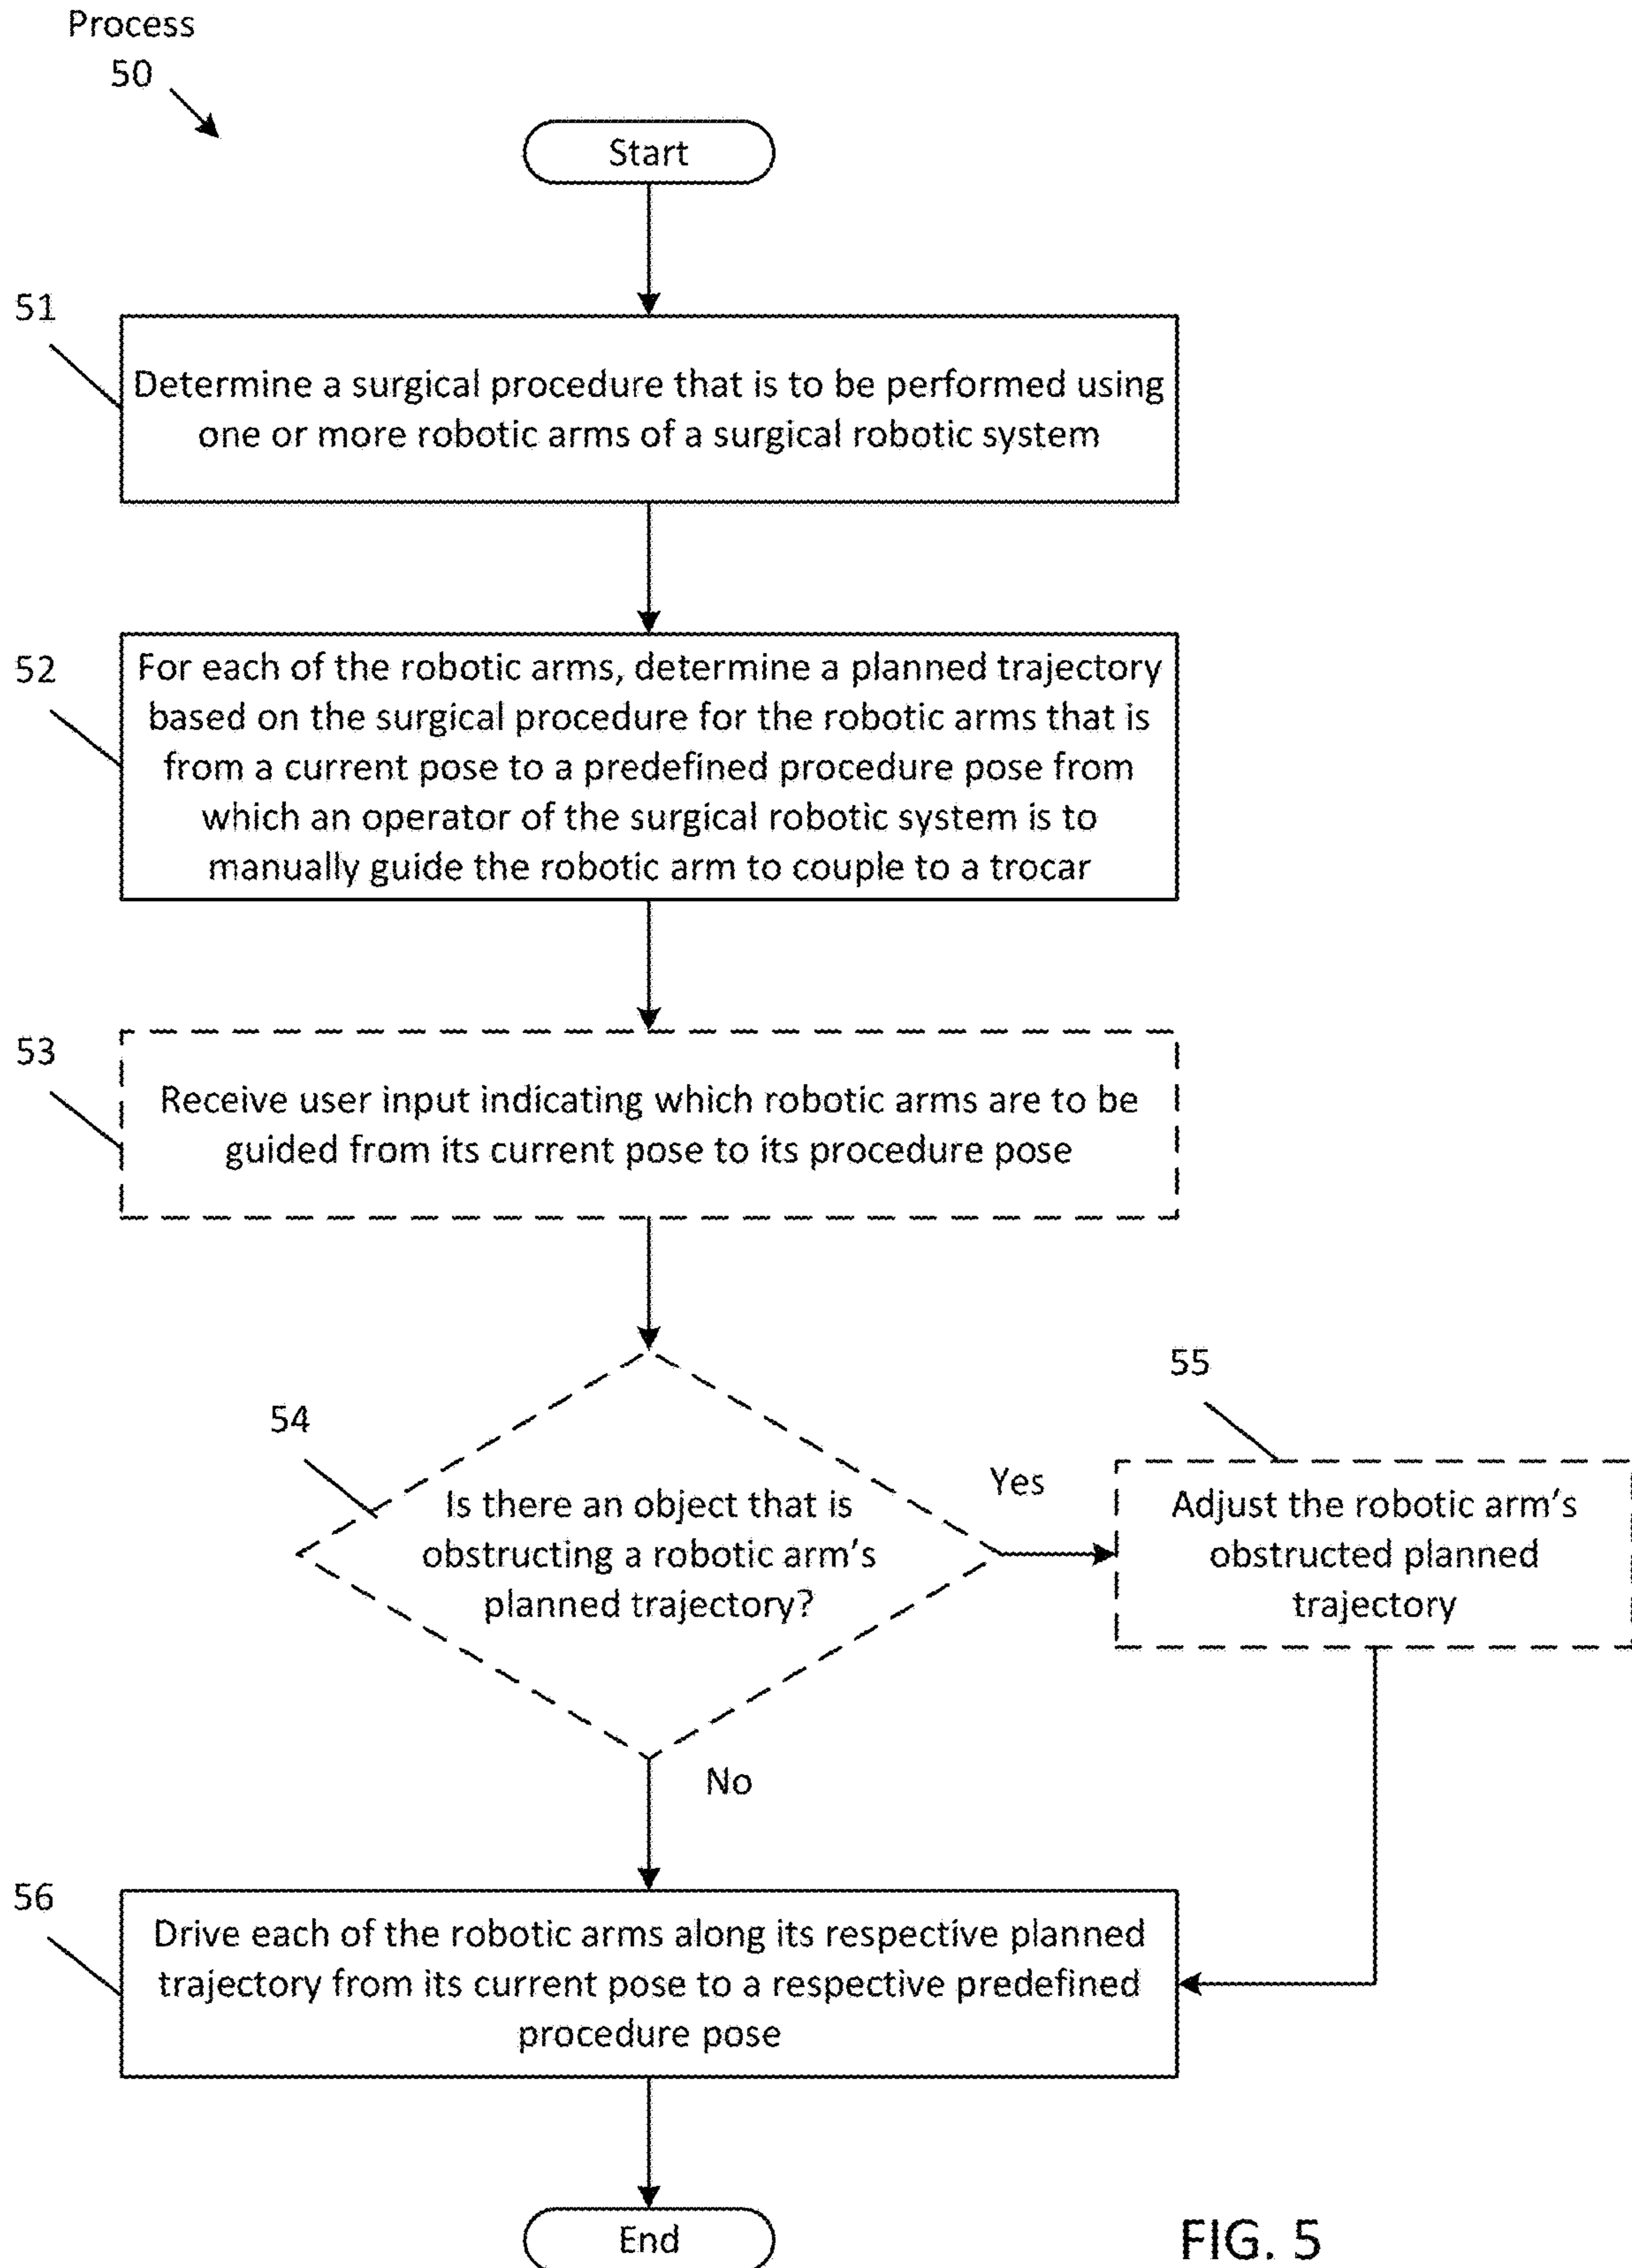 Process
50
Start
51
Determine a surgical procedure that is to be performed using
one or more robotic arms of a surgical robotic system
52
For each of the robotic arms, determine a planned trajectory
based on the surgical procedure for the robotic arms that is
from a current pose to a predefined procedure pose from
which an operator of the surgical robotic system is to
manually guide the robotic arm to couple to a trocar
53
Receive user input indicating which robotic arms are to be
guided from its current pose to its procedure pose
54
Is there an object that is
obstructing a robotic arm's
planned trajectory?
Yes
55
Adjust the robotic arm's
obstructed planned
trajectory
No
56
Drive each of the robotic arms along its respective planned
trajectory from its current pose to a respective predefined
procedure pose
End
FIG. 5